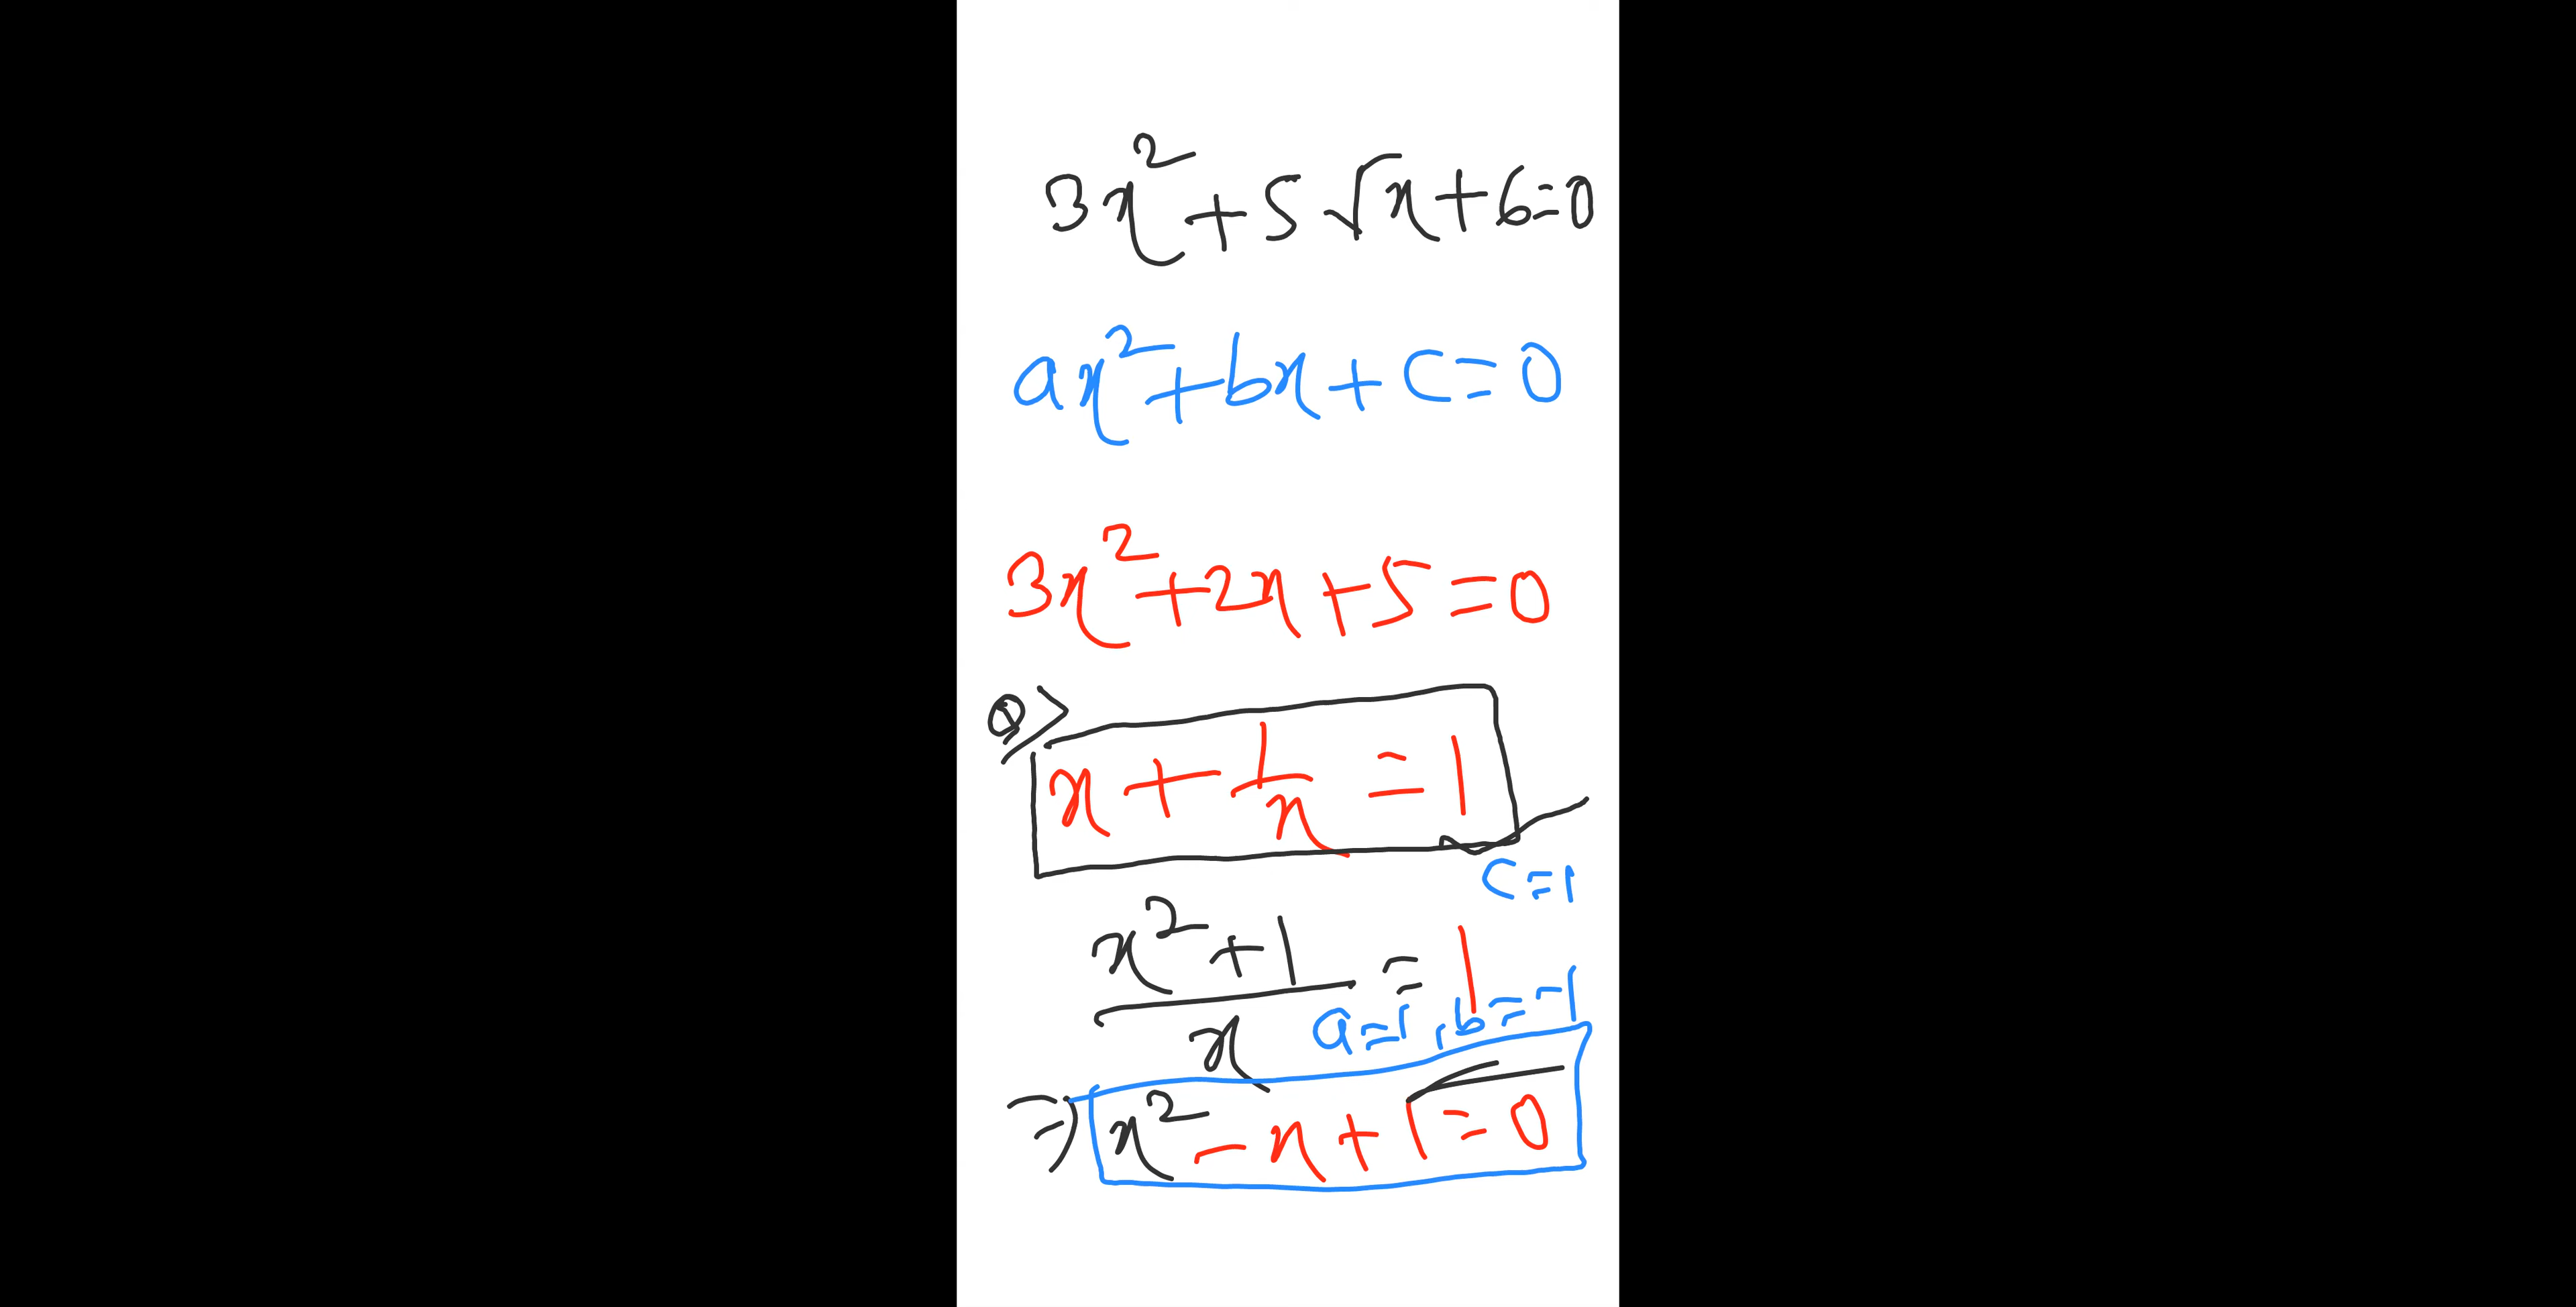 3x² + 5√x + 6 = 0
ax² + bx + c = 0
3x² + 2x + 5 = 0
Q>
x + 1/x = 1
c = 1
(x² + 1)/x = 1
a = 1, b = -1
⇒ x² - x + 1 = 0